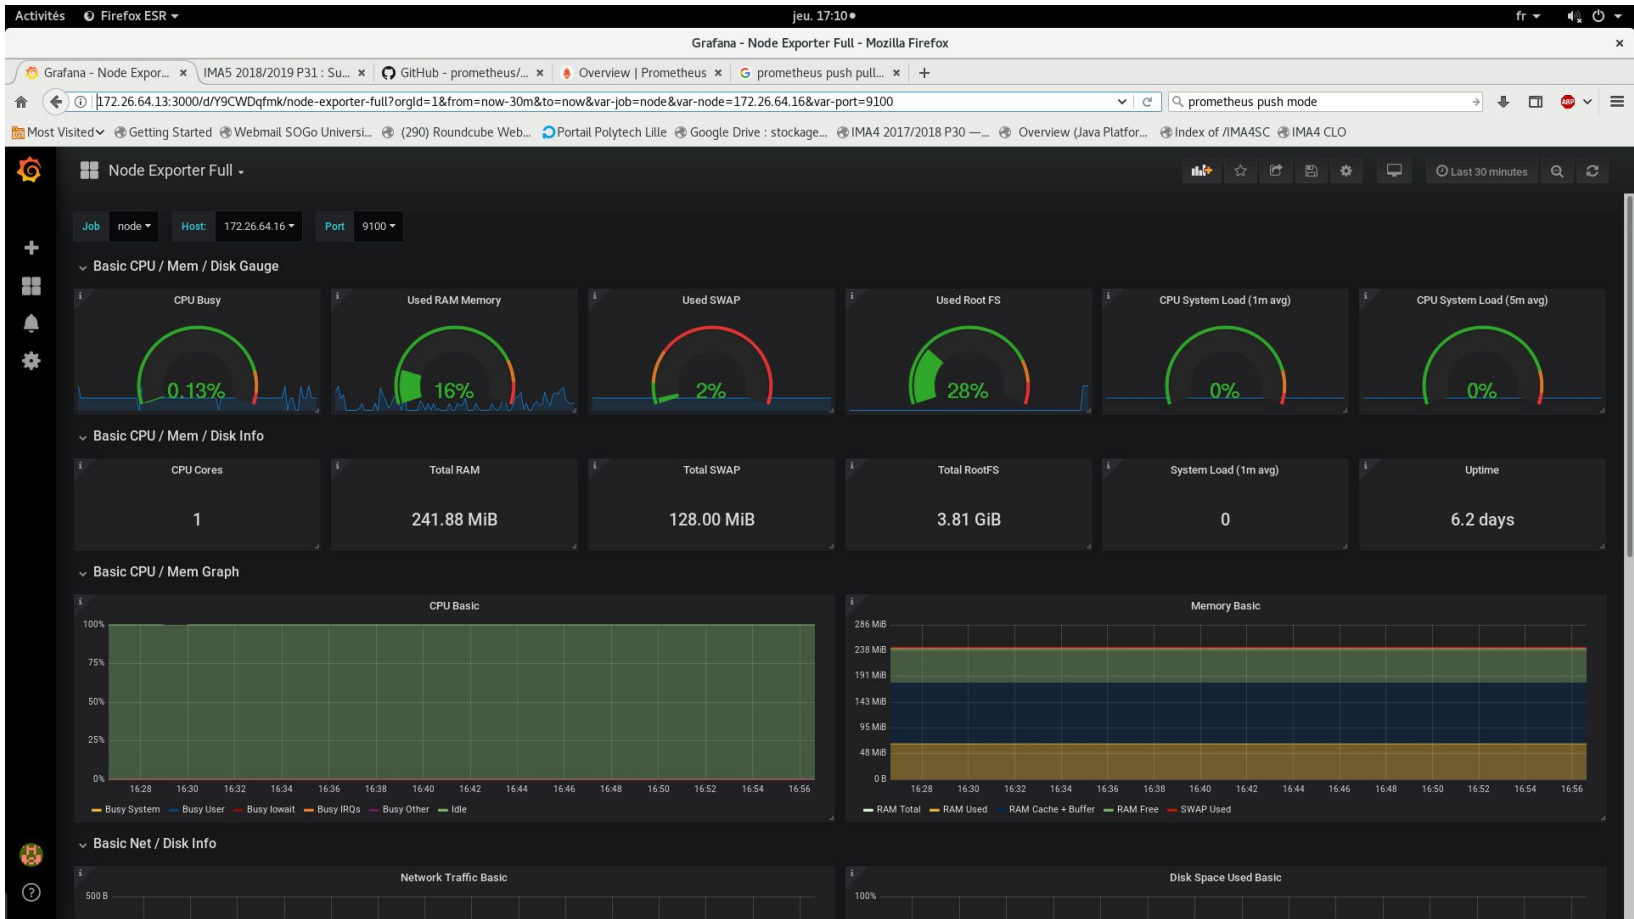 Activités Firefox ESR jeu. 17:10 fr
Grafana - Node Exporter Full - Mozilla Firefox
Grafana - Node Expor... IMA5 2018/2019 P31 : Su... GitHub - prometheus/... Overview | Prometheus prometheus push pull...
172.26.64.13:3000/d/Y9CWDqfmk/node-exporter-full?orgId=1&from=now-30m&to=now&var-job=node&var-node=172.26.64.16&var-port=9100 prometheus push mode ABP
Most Visited Getting Started Webmail SOGo Universi... (290) Roundcube Web... Portail Polytech Lille Google Drive : stockage... IMA4 2017/2018 P30 —... Overview (Java Platfor... Index of /IMA4SC IMA4 CLO
Node Exporter Full Last 30 minutes
Job node Host: 172.26.64.16 Port 9100
Basic CPU / Mem / Disk Gauge
CPU Busy Used RAM Memory Used SWAP Used Root FS CPU System Load (1m avg) CPU System Load (5m avg)
0.13% 16% 2% 28% 0% 0%
Basic CPU / Mem / Disk Info
CPU Cores Total RAM Total SWAP Total RootFS System Load (1m avg) Uptime
1 241.88 MiB 128.00 MiB 3.81 GiB 0 6.2 days
Basic CPU / Mem Graph
CPU Basic
100%
75%
50%
25%
0%
16:28 16:30 16:32 16:34 16:36 16:38 16:40 16:42 16:44 16:46 16:48 16:50 16:52 16:54 16:56
Busy System Busy User Busy Iowait Busy IRQs Busy Other Idle
Memory Basic
286 MiB
238 MiB
191 MiB
143 MiB
95 MiB
48 MiB
0 B
16:28 16:30 16:32 16:34 16:36 16:38 16:40 16:42 16:44 16:46 16:48 16:50 16:52 16:54 16:56
RAM Total RAM Used RAM Cache + Buffer RAM Free SWAP Used
Basic Net / Disk Info
Network Traffic Basic
500 B
Disk Space Used Basic
100%